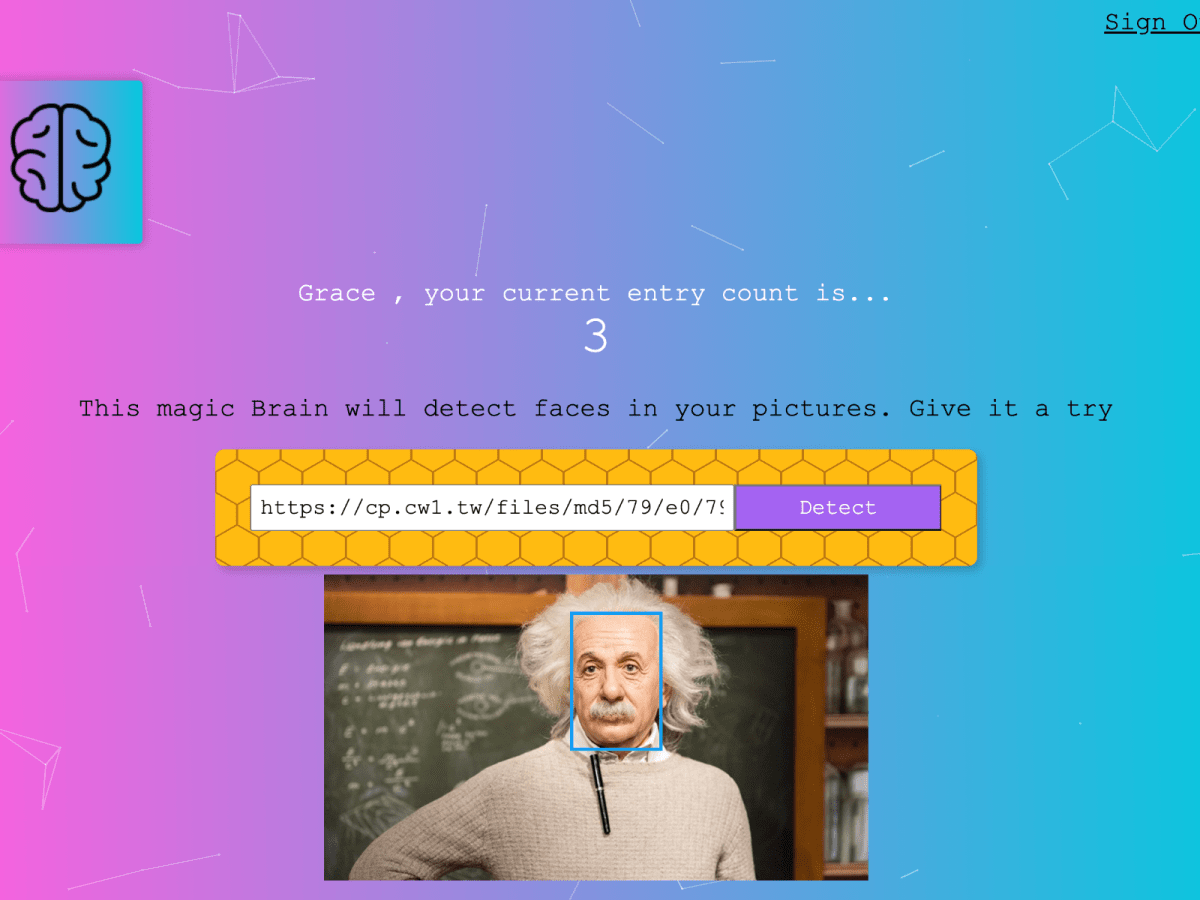 Sign O
Grace , your current entry count is...
3
This magic Brain will detect faces in your pictures. Give it a try
https://cp.cw1.tw/files/md5/79/e0/79
Detect